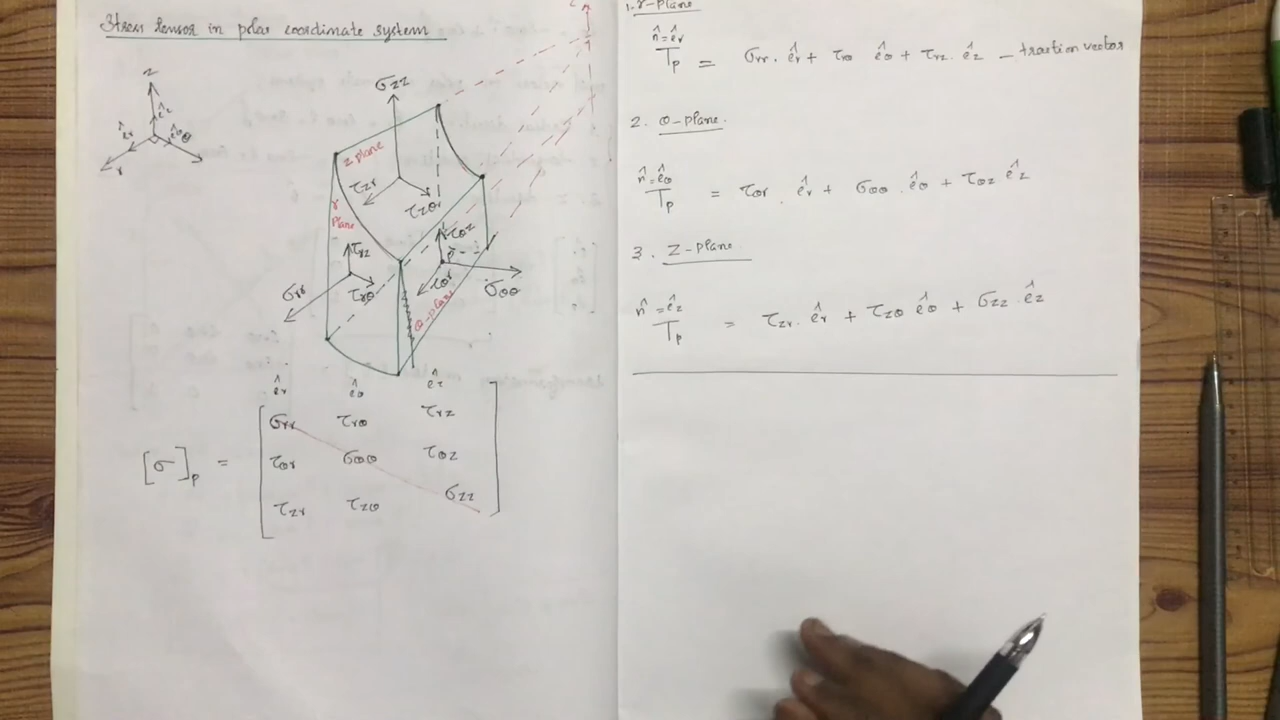 Stress tensor in polar coordinate system
z
êz
êr
êθ
θ
r
σzz
z plane
τzr
τzθ
r plane
τrz
σrr
τrθ
τθz
P
τθr
σθθ
θ-plane
êr êθ êz
[σ]p =
σrr τrθ τrz
τθr σθθ τθz
τzr τzθ σzz
1. r-plane
n̂=êr
Tp = σrr . êr + τrθ êθ + τrz . êz – traction vector
2. θ-plane.
n̂=êθ
Tp = τθr . êr + σθθ . êθ + τθz êz
3. Z-plane
n̂=êz
Tp = τzr . êr + τzθ êθ + σzz . êz